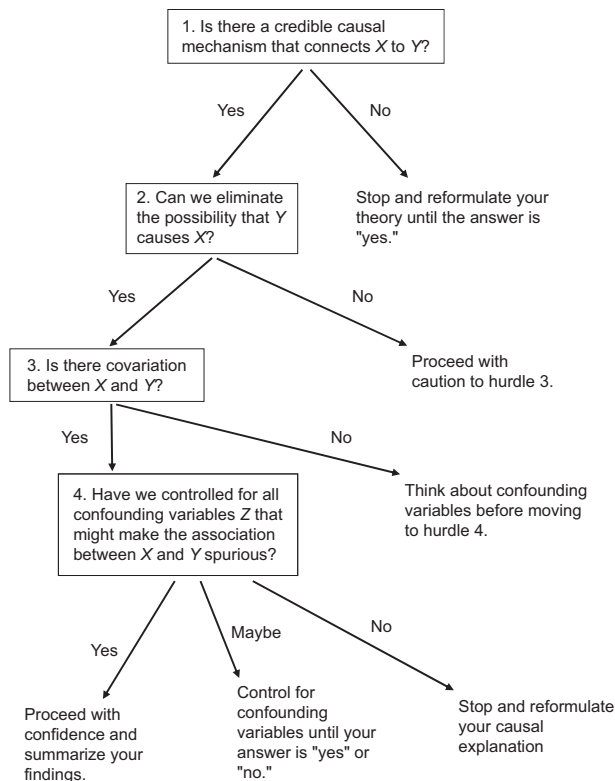 1. Is there a credible causal
mechanism that connects X to Y?
Yes
No
2. Can we eliminate
the possibility that Y
causes X?
Stop and reformulate your
theory until the answer is
"yes."
Yes
No
3. Is there covariation
between X and Y?
Proceed with
caution to hurdle 3.
Yes
No
4. Have we controlled for all
confounding variables Z that
might make the association
between X and Y spurious?
Think about confounding
variables before moving
to hurdle 4.
Yes
Maybe
No
Proceed with
confidence and
summarize your
findings.
Control for
confounding
variables until your
answer is "yes" or
"no."
Stop and reformulate
your causal
explanation